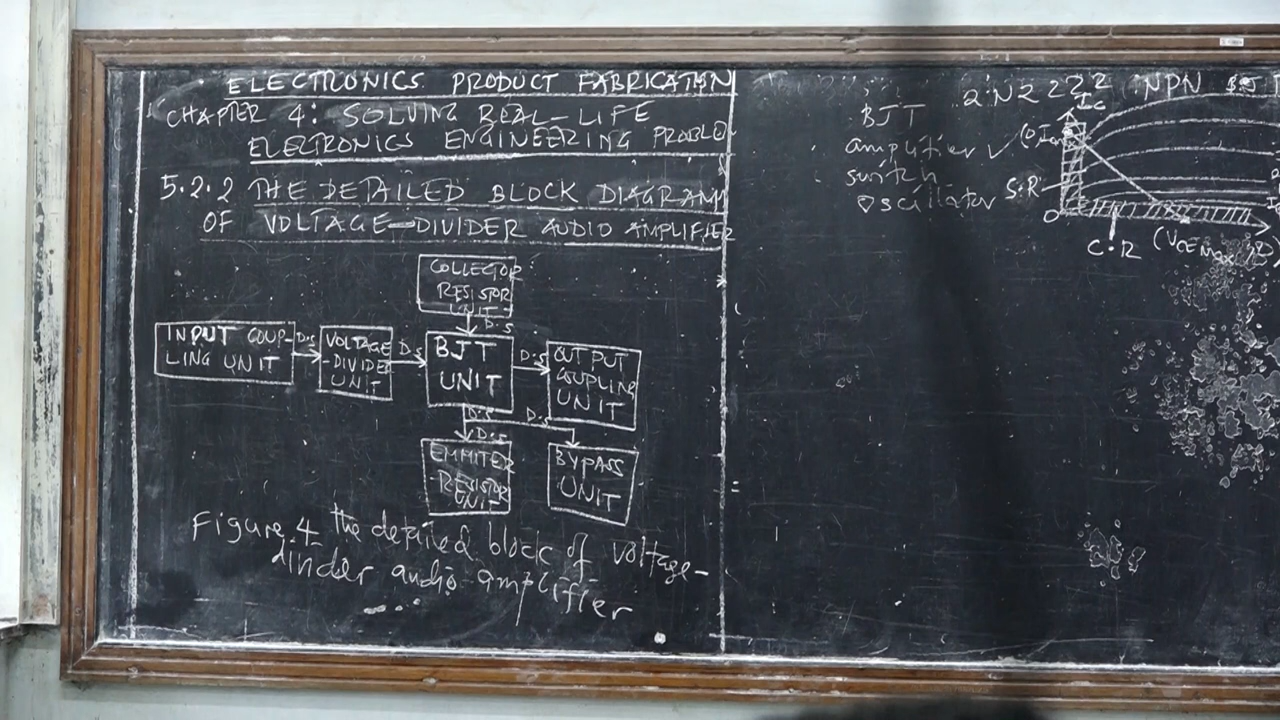 ELECTRONICS PRODUCT FABRICATION
CHAPTER 4: SOLVING REAL-LIFE
ELECTRONICS ENGINEERING PROBLE
5.2.2 THE DETAILED BLOCK DIAGRAM
OF VOLTAGE-DIVIDER AUDIO AMPLIFIER
COLLECTOR
RESISTOR
UNIT
D.S
INPUT COUP-
LING UNIT
D.S
VOLTAGE
-DIVIDER
UNIT
D.S
BJT
UNIT
D.S
OUTPUT
COUPLING
UNIT
D.S
D.S
D.S
EMMITER
-RESISTOR
UNIT
BYPASS
UNIT
Figure 4 the detailed block of voltage-
divider audio-amplifier
BJT
amplifier ✓
switch
Oscillator
2N2222 NPN
Ic
S.R
O
C.R
(VCEmax